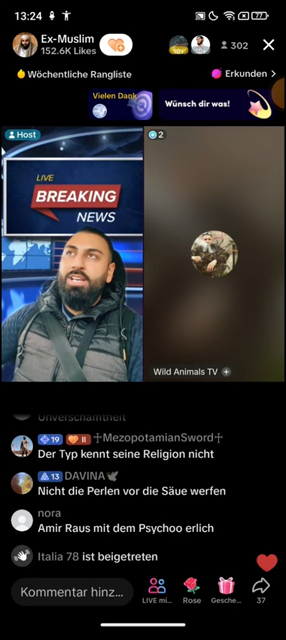 13:24
77
Ex-Muslim
152.6K Likes
302
Wöchentliche Rangliste
Erkunden >
Vielen Dank
Wünsch dir was!
Host
2
LIVE
BREAKING
NEWS
Wild Animals TV
Unverschämtheit
19 II ☥MezopotamianSword☥
Der Typ kennt seine Religion nicht
13 DAVINA🕊
Nicht die Perlen vor die Säue werfen
nora
Amir Raus mit dem Psychoo erlich
Italia 78 ist beigetreten
Kommentar hinz...
LIVE mi...
Rose
Gesche...
37